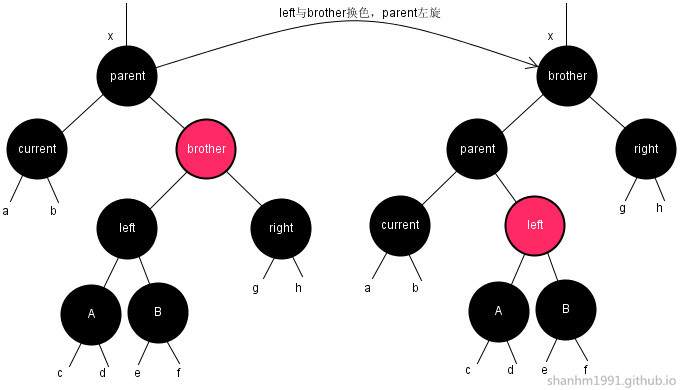 left与brother换色，parent左旋
x
parent
current
brother
a
b
left
right
g
h
A
B
c
d
e
f
x
brother
parent
right
g
h
current
left
a
b
A
B
c
d
e
f
shanhm1991.github.io